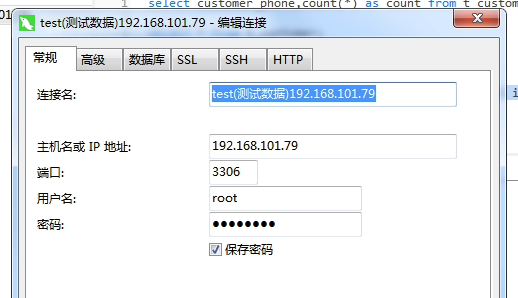 1 select customer_phone,count(*) as count from t_custom
01
test(测试数据)192.168.101.79 - 编辑连接
常规 高级 数据库 SSL SSH HTTP
连接名: test(测试数据)192.168.101.79
i
主机名或 IP 地址: 192.168.101.79
端口: 3306
用户名: root
密码: ●●●●●●●●
保存密码